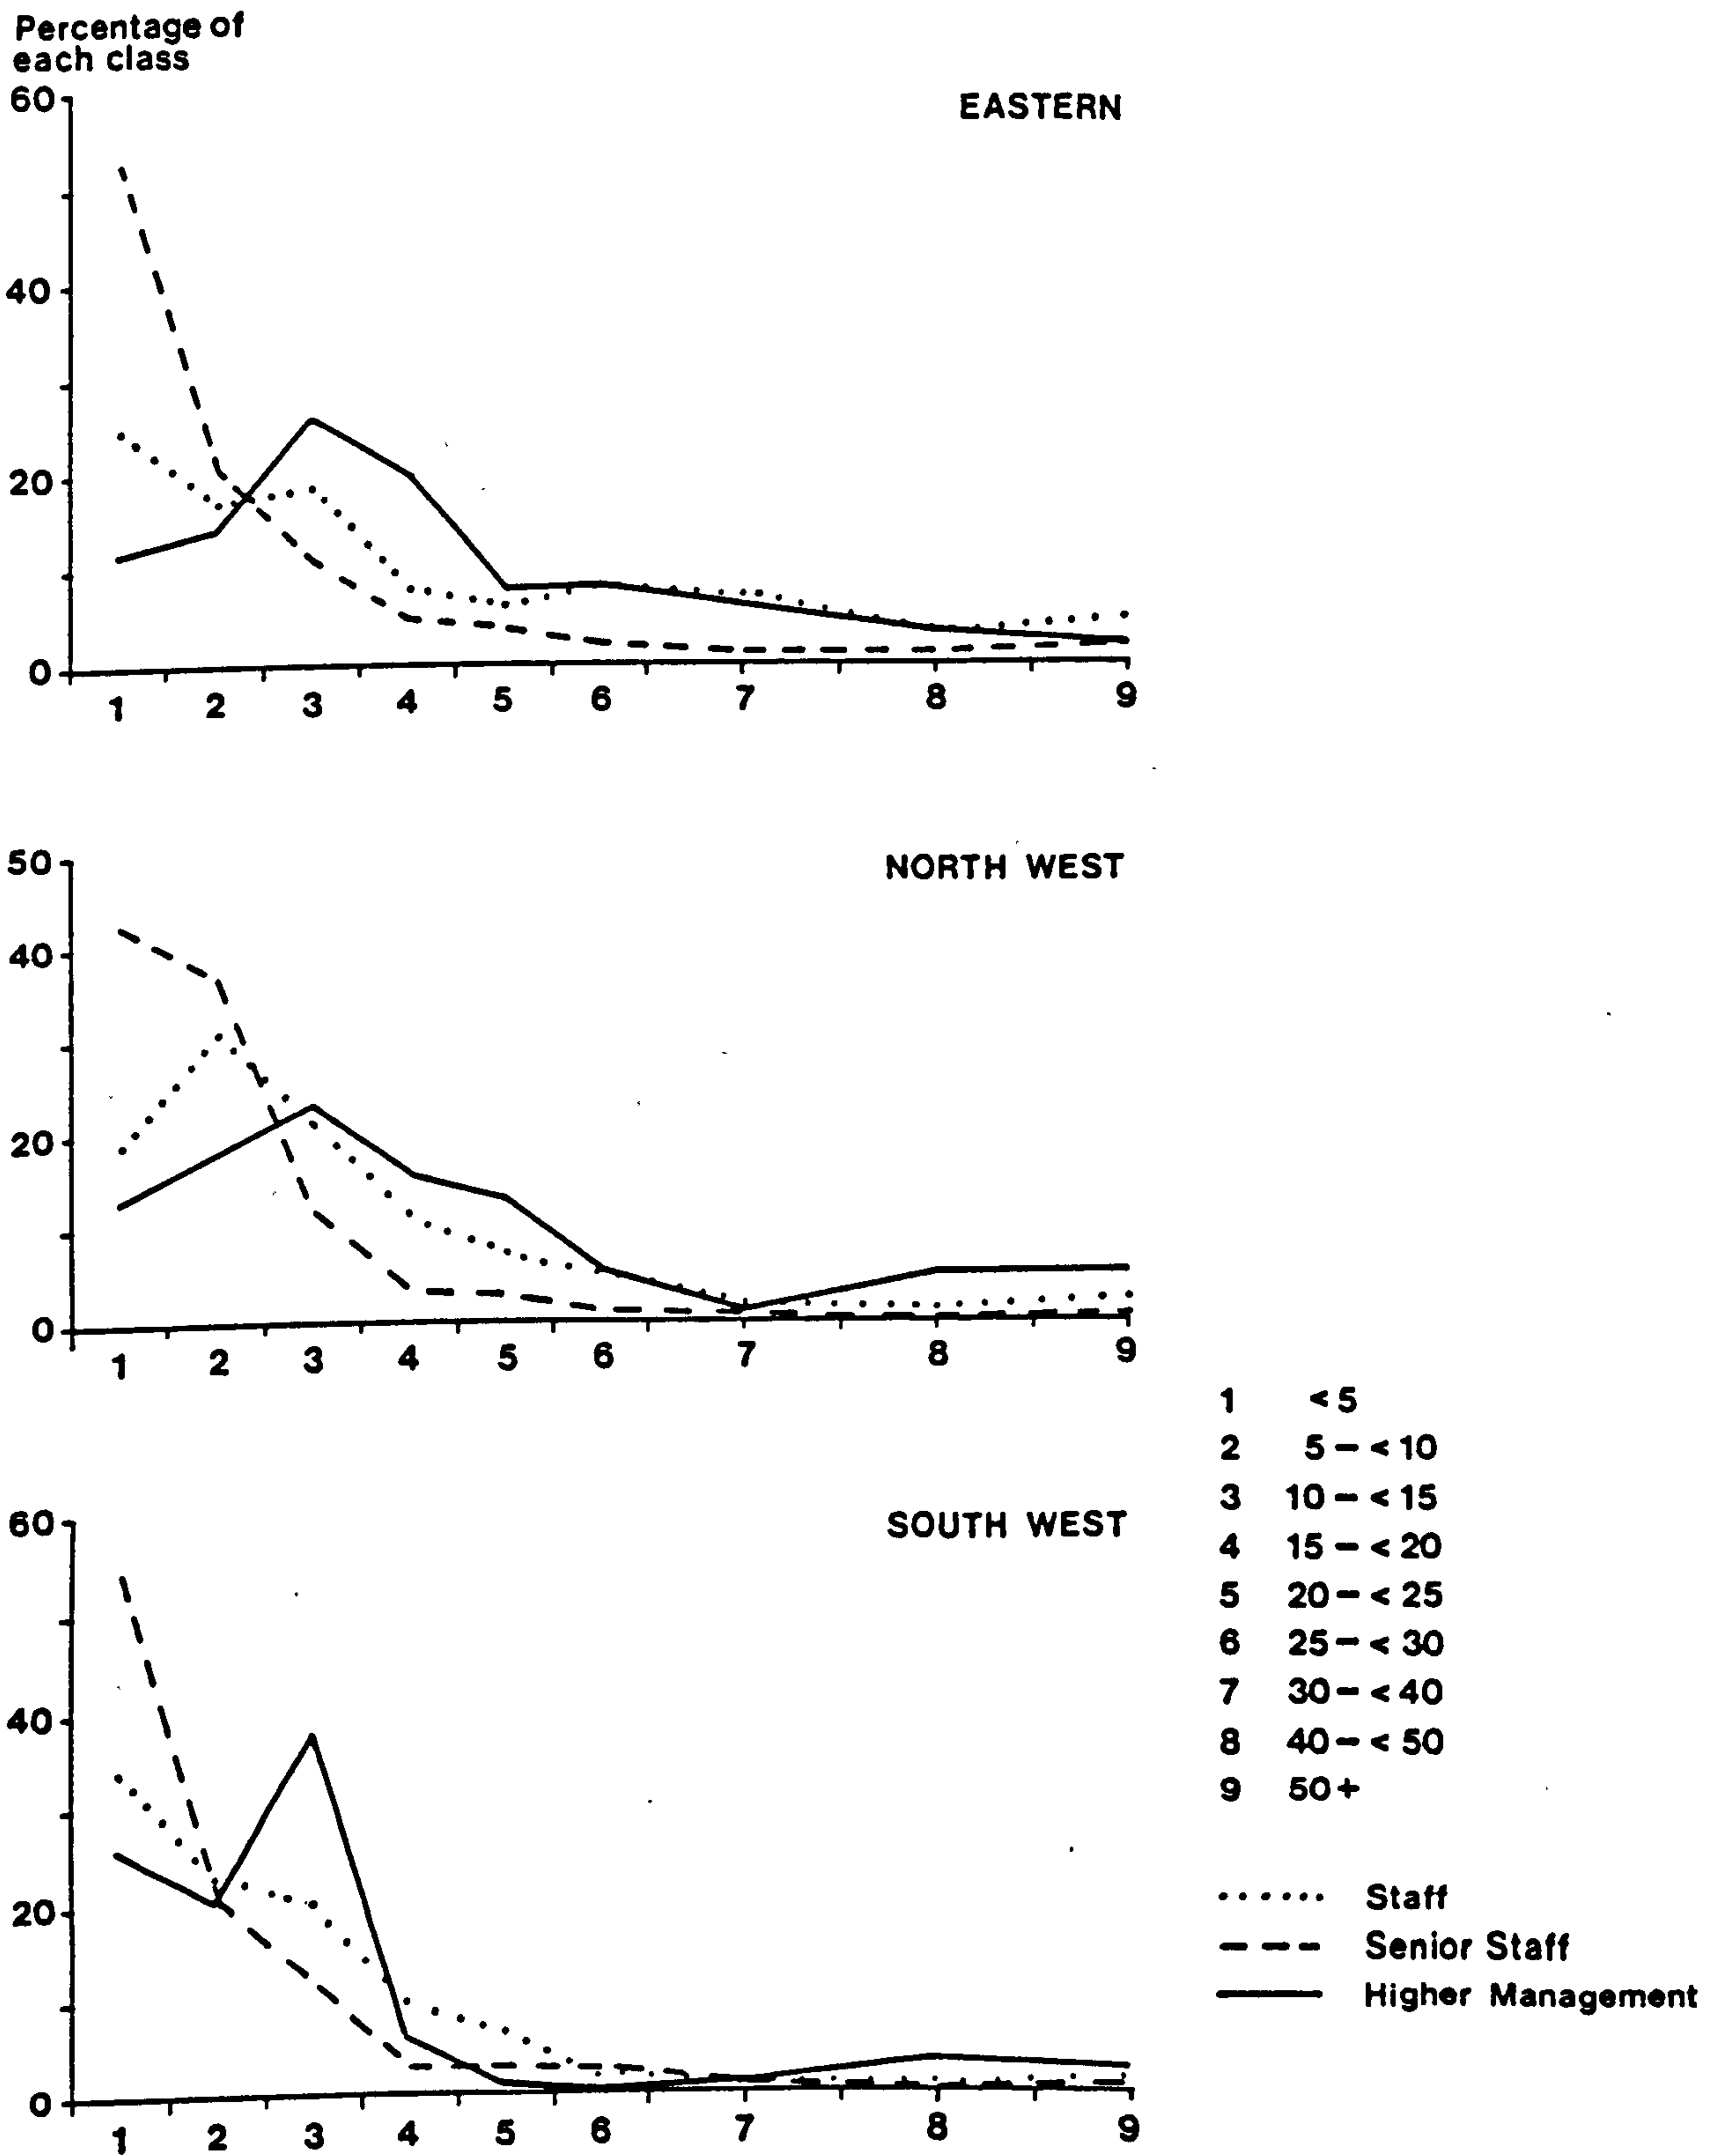 Percentage of
each class
60
EASTERN
40
20
0
1 2 3 4 5 6 7 8 9
50
NORTH WEST
40
20
0
1 2 3 4 5 6 7 8 9
1 < 5
2 5 – < 10
3 10 – < 15
60
SOUTH WEST
4 15 – < 20
5 20 – < 25
6 25 – < 30
7 30 – < 40
40
8 40 – < 50
9 50 +
Staff
20
Senior Staff
Higher Management
0
1 2 3 4 5 6 7 8 9